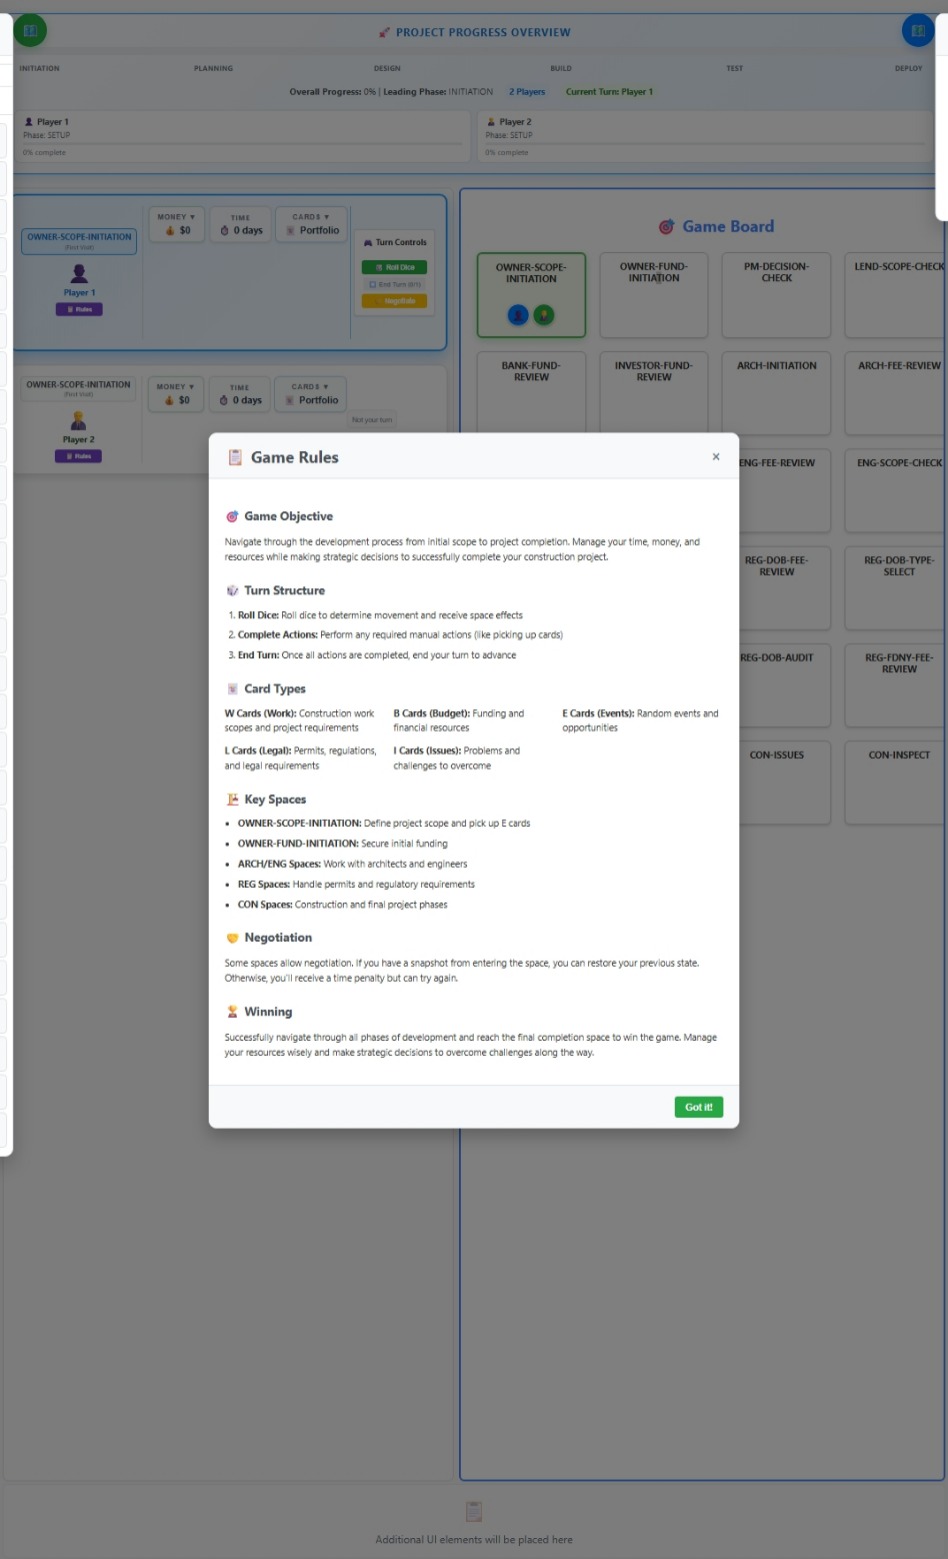 PROJECT PROGRESS OVERVIEW
INITIATION PLANNING DESIGN BUILD TEST DEPLOY
Overall Progress: 0% | Leading Phase: INITIATION 2 Players Current Turn: Player 1
Player 1
Phase: SETUP
0% complete
Player 2
Phase: SETUP
0% complete
OWNER-SCOPE-INITIATION
(First Visit)
Player 1
Rules
MONEY ▼
$0
TIME
0 days
CARDS ▼
Portfolio
Turn Controls
Roll Dice
End Turn (0/1)
Negotiate
OWNER-SCOPE-INITIATION
(First Visit)
Player 2
Rules
MONEY ▼
$0
TIME
0 days
CARDS ▼
Portfolio
Not your turn
Game Board
OWNER-SCOPE-
INITIATION
OWNER-FUND-
INITIATION
PM-DECISION-
CHECK
LEND-SCOPE-CHECK
BANK-FUND-
REVIEW
INVESTOR-FUND-
REVIEW
ARCH-INITIATION
ARCH-FEE-REVIEW
ENG-FEE-REVIEW
ENG-SCOPE-CHECK
REG-DOB-FEE-
REVIEW
REG-DOB-TYPE-
SELECT
REG-DOB-AUDIT
REG-FDNY-FEE-
REVIEW
CON-ISSUES
CON-INSPECT
Game Rules
×
Game Objective
Navigate through the development process from initial scope to project completion. Manage your time, money, and
resources while making strategic decisions to successfully complete your construction project.
Turn Structure
1. Roll Dice: Roll dice to determine movement and receive space effects
2. Complete Actions: Perform any required manual actions (like picking up cards)
3. End Turn: Once all actions are completed, end your turn to advance
Card Types
W Cards (Work): Construction work
scopes and project requirements
B Cards (Budget): Funding and
financial resources
E Cards (Events): Random events and
opportunities
L Cards (Legal): Permits, regulations,
and legal requirements
I Cards (Issues): Problems and
challenges to overcome
Key Spaces
• OWNER-SCOPE-INITIATION: Define project scope and pick up E cards
• OWNER-FUND-INITIATION: Secure initial funding
• ARCH/ENG Spaces: Work with architects and engineers
• REG Spaces: Handle permits and regulatory requirements
• CON Spaces: Construction and final project phases
Negotiation
Some spaces allow negotiation. If you have a snapshot from entering the space, you can restore your previous state.
Otherwise, you'll receive a time penalty but can try again.
Winning
Successfully navigate through all phases of development and reach the final completion space to win the game. Manage
your resources wisely and make strategic decisions to overcome challenges along the way.
Got it!
Additional UI elements will be placed here